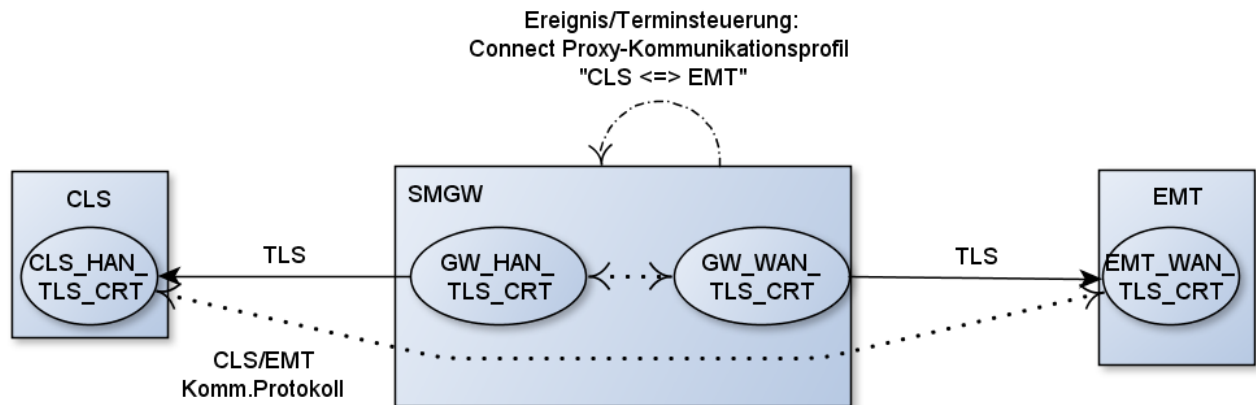 Ereignis/Terminsteuerung:
Connect Proxy-Kommunikationsprofil
"CLS <=> EMT"
CLS
SMGW
EMT
TLS
TLS
CLS_HAN_
TLS_CRT
GW_HAN_
TLS_CRT
GW_WAN_
TLS_CRT
EMT_WAN_
TLS_CRT
CLS/EMT
Komm.Protokoll